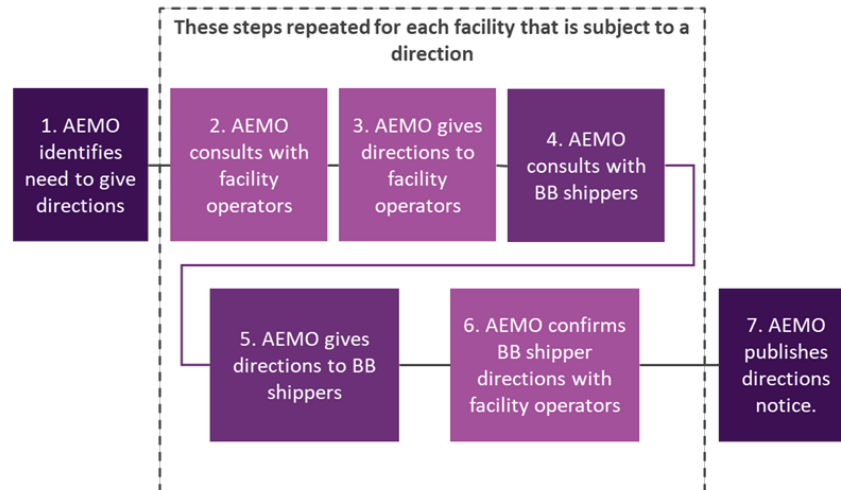 These steps repeated for each facility that is subject to a
direction
1. AEMO
identifies
need to give
directions
2. AEMO
consults with
facility
operators
3. AEMO gives
directions to
facility
operators
4. AEMO
consults with
BB shippers
5. AEMO gives
directions to BB
shippers
6. AEMO confirms
BB shipper
directions with
facility operators
7. AEMO
publishes
directions
notice.